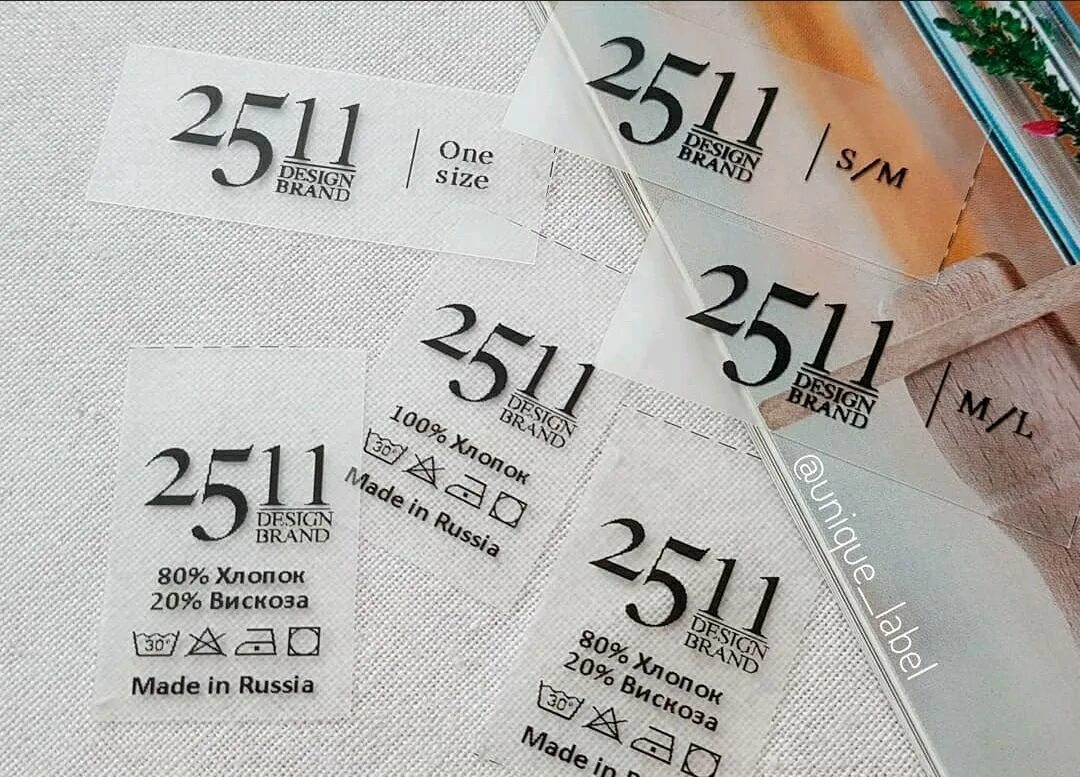 2511
DESIGN
BRAND
One
size
2511
DESIGN
BRAND
S/M
2511
DESIGN
BRAND
M/L
2511
DESIGN
BRAND
100% Хлопок
30°
Made in Russia
2511
DESIGN
BRAND
80% Хлопок
20% Вискоза
30°
Made in Russia
2511
DESIGN
BRAND
80% Хлопок
20% Вискоза
30°
Made in
@unique_label